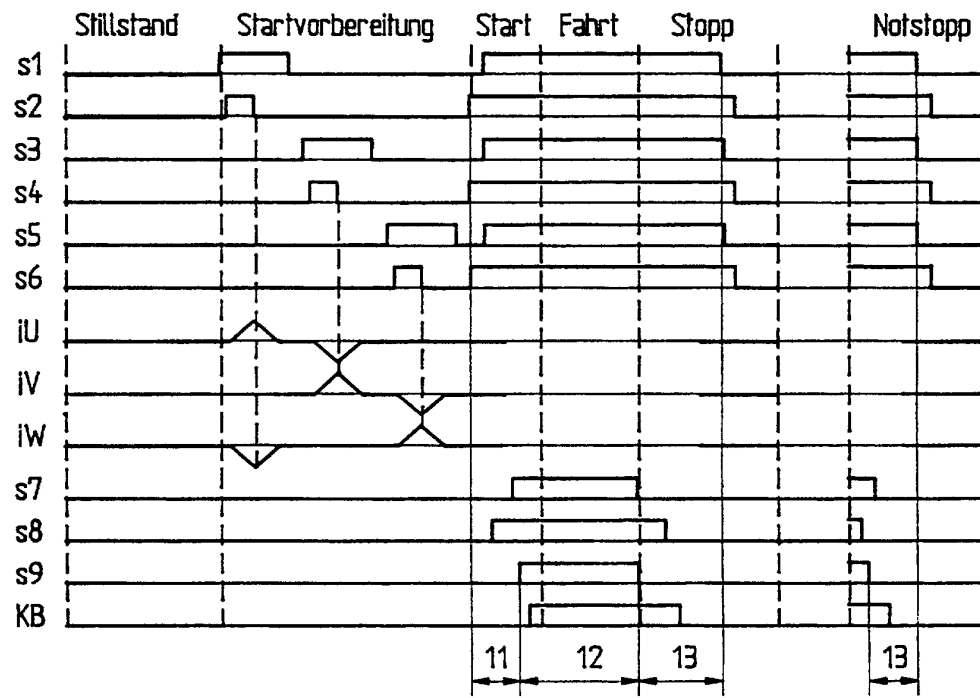 Stillstand Startvorbereitung Start Fahrt Stopp Notstopp
s1
s2
s3
s4
s5
s6
iU
iV
iW
s7
s8
s9
KB
11 12 13 13